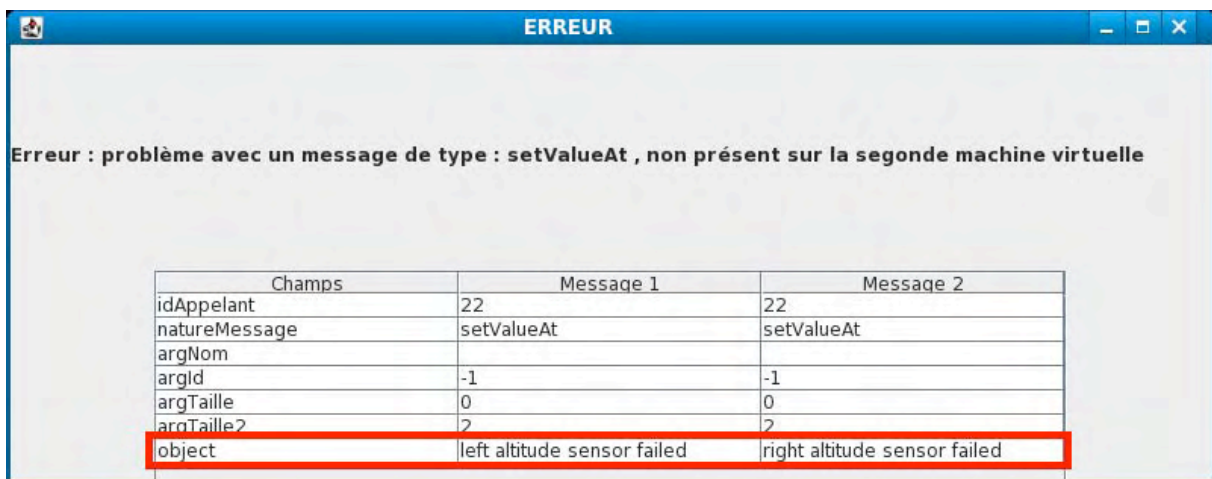 ERREUR
Erreur : problème avec un message de type : setValueAt , non présent sur la segonde machine virtuelle
Champs Message 1 Message 2
idAppelant 22 22
natureMessage setValueAt setValueAt
argNom
argId -1 -1
argTaille 0 0
argTaille2 2 2
object left altitude sensor failed right altitude sensor failed